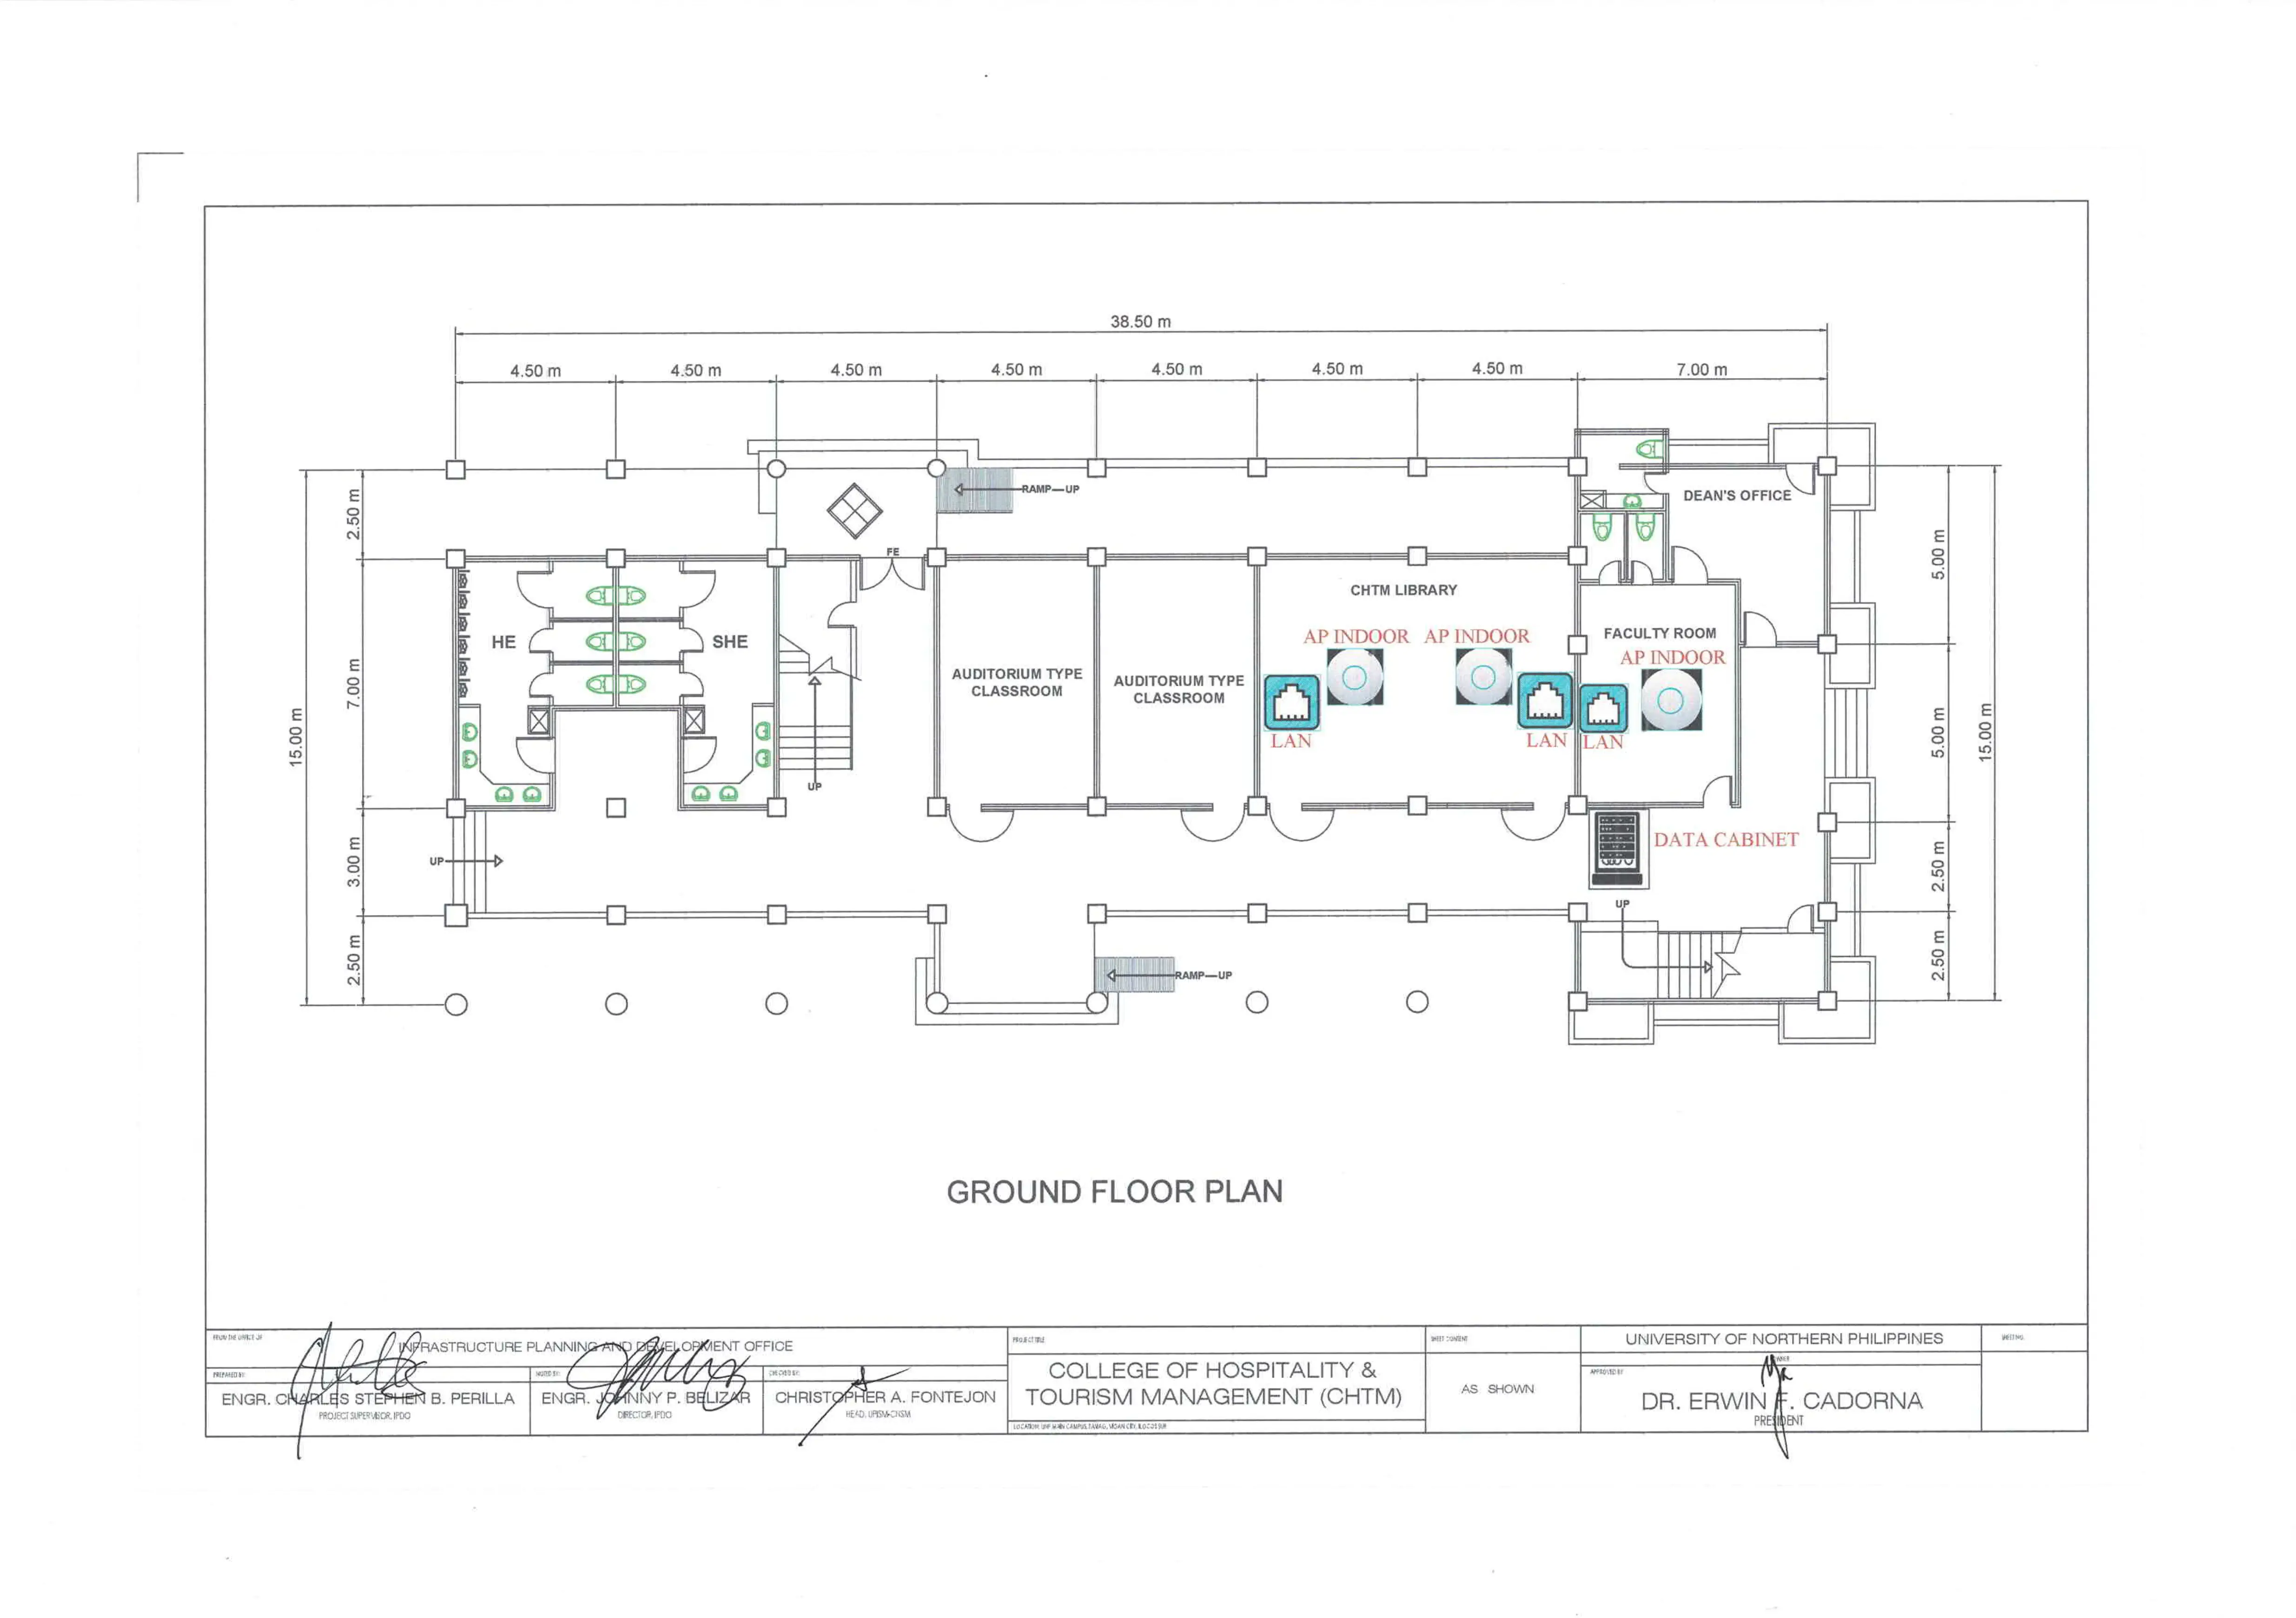 38.50 m
4.50 m
4.50 m
4.50 m
4.50 m
4.50 m
4.50 m
4.50 m
7.00 m
RAMP—UP
DEAN'S OFFICE
2.50 m
FE
5.00 m
CHTM LIBRARY
HE
SHE
FACULTY ROOM
AP INDOOR
AP INDOOR
AP INDOOR
AUDITORIUM TYPE
CLASSROOM
AUDITORIUM TYPE
CLASSROOM
7.00 m
15.00 m
LAN
LAN
LAN
5.00 m
15.00 m
UP
DATA CABINET
UP
3.00 m
2.50 m
UP
2.50 m
RAMP—UP
2.50 m
GROUND FLOOR PLAN
FROM THE OFFICE OF
INFRASTRUCTURE PLANNING AND DEVELOPMENT OFFICE
PREPARED BY:
ENGR. CHARLES STEPHEN B. PERILLA
PROJECT SUPERVISOR, IPDO
NOTED BY:
ENGR. JOHNNY P. BELIZAR
DIRECTOR, IPDO
CHECKED BY:
CHRISTOPHER A. FONTEJON
HEAD, UPISM-CNSM
PROJECT TITLE
COLLEGE OF HOSPITALITY &
TOURISM MANAGEMENT (CHTM)
LOCATION: UNP MAIN CAMPUS, TAMAG, VIGAN CITY, ILOCOS SUR
SHEET CONTENT
AS SHOWN
UNIVERSITY OF NORTHERN PHILIPPINES
OWNER
APPROVED BY
DR. ERWIN F. CADORNA
PRESIDENT
SHEET NO.